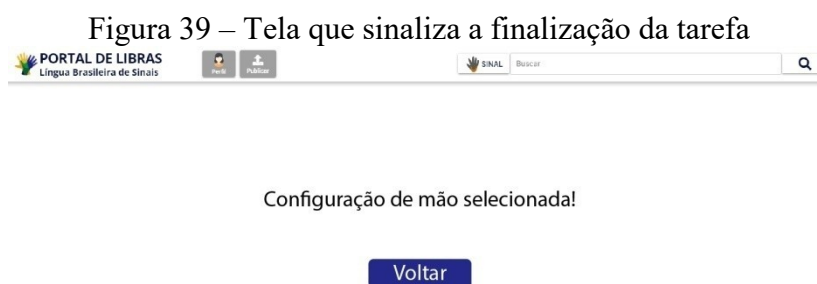 Figura 39 – Tela que sinaliza a finalização da tarefa
PORTAL DE LIBRAS
Língua Brasileira de Sinais
Perfil
Publicar
SINAL
Buscar
Configuração de mão selecionada!
Voltar